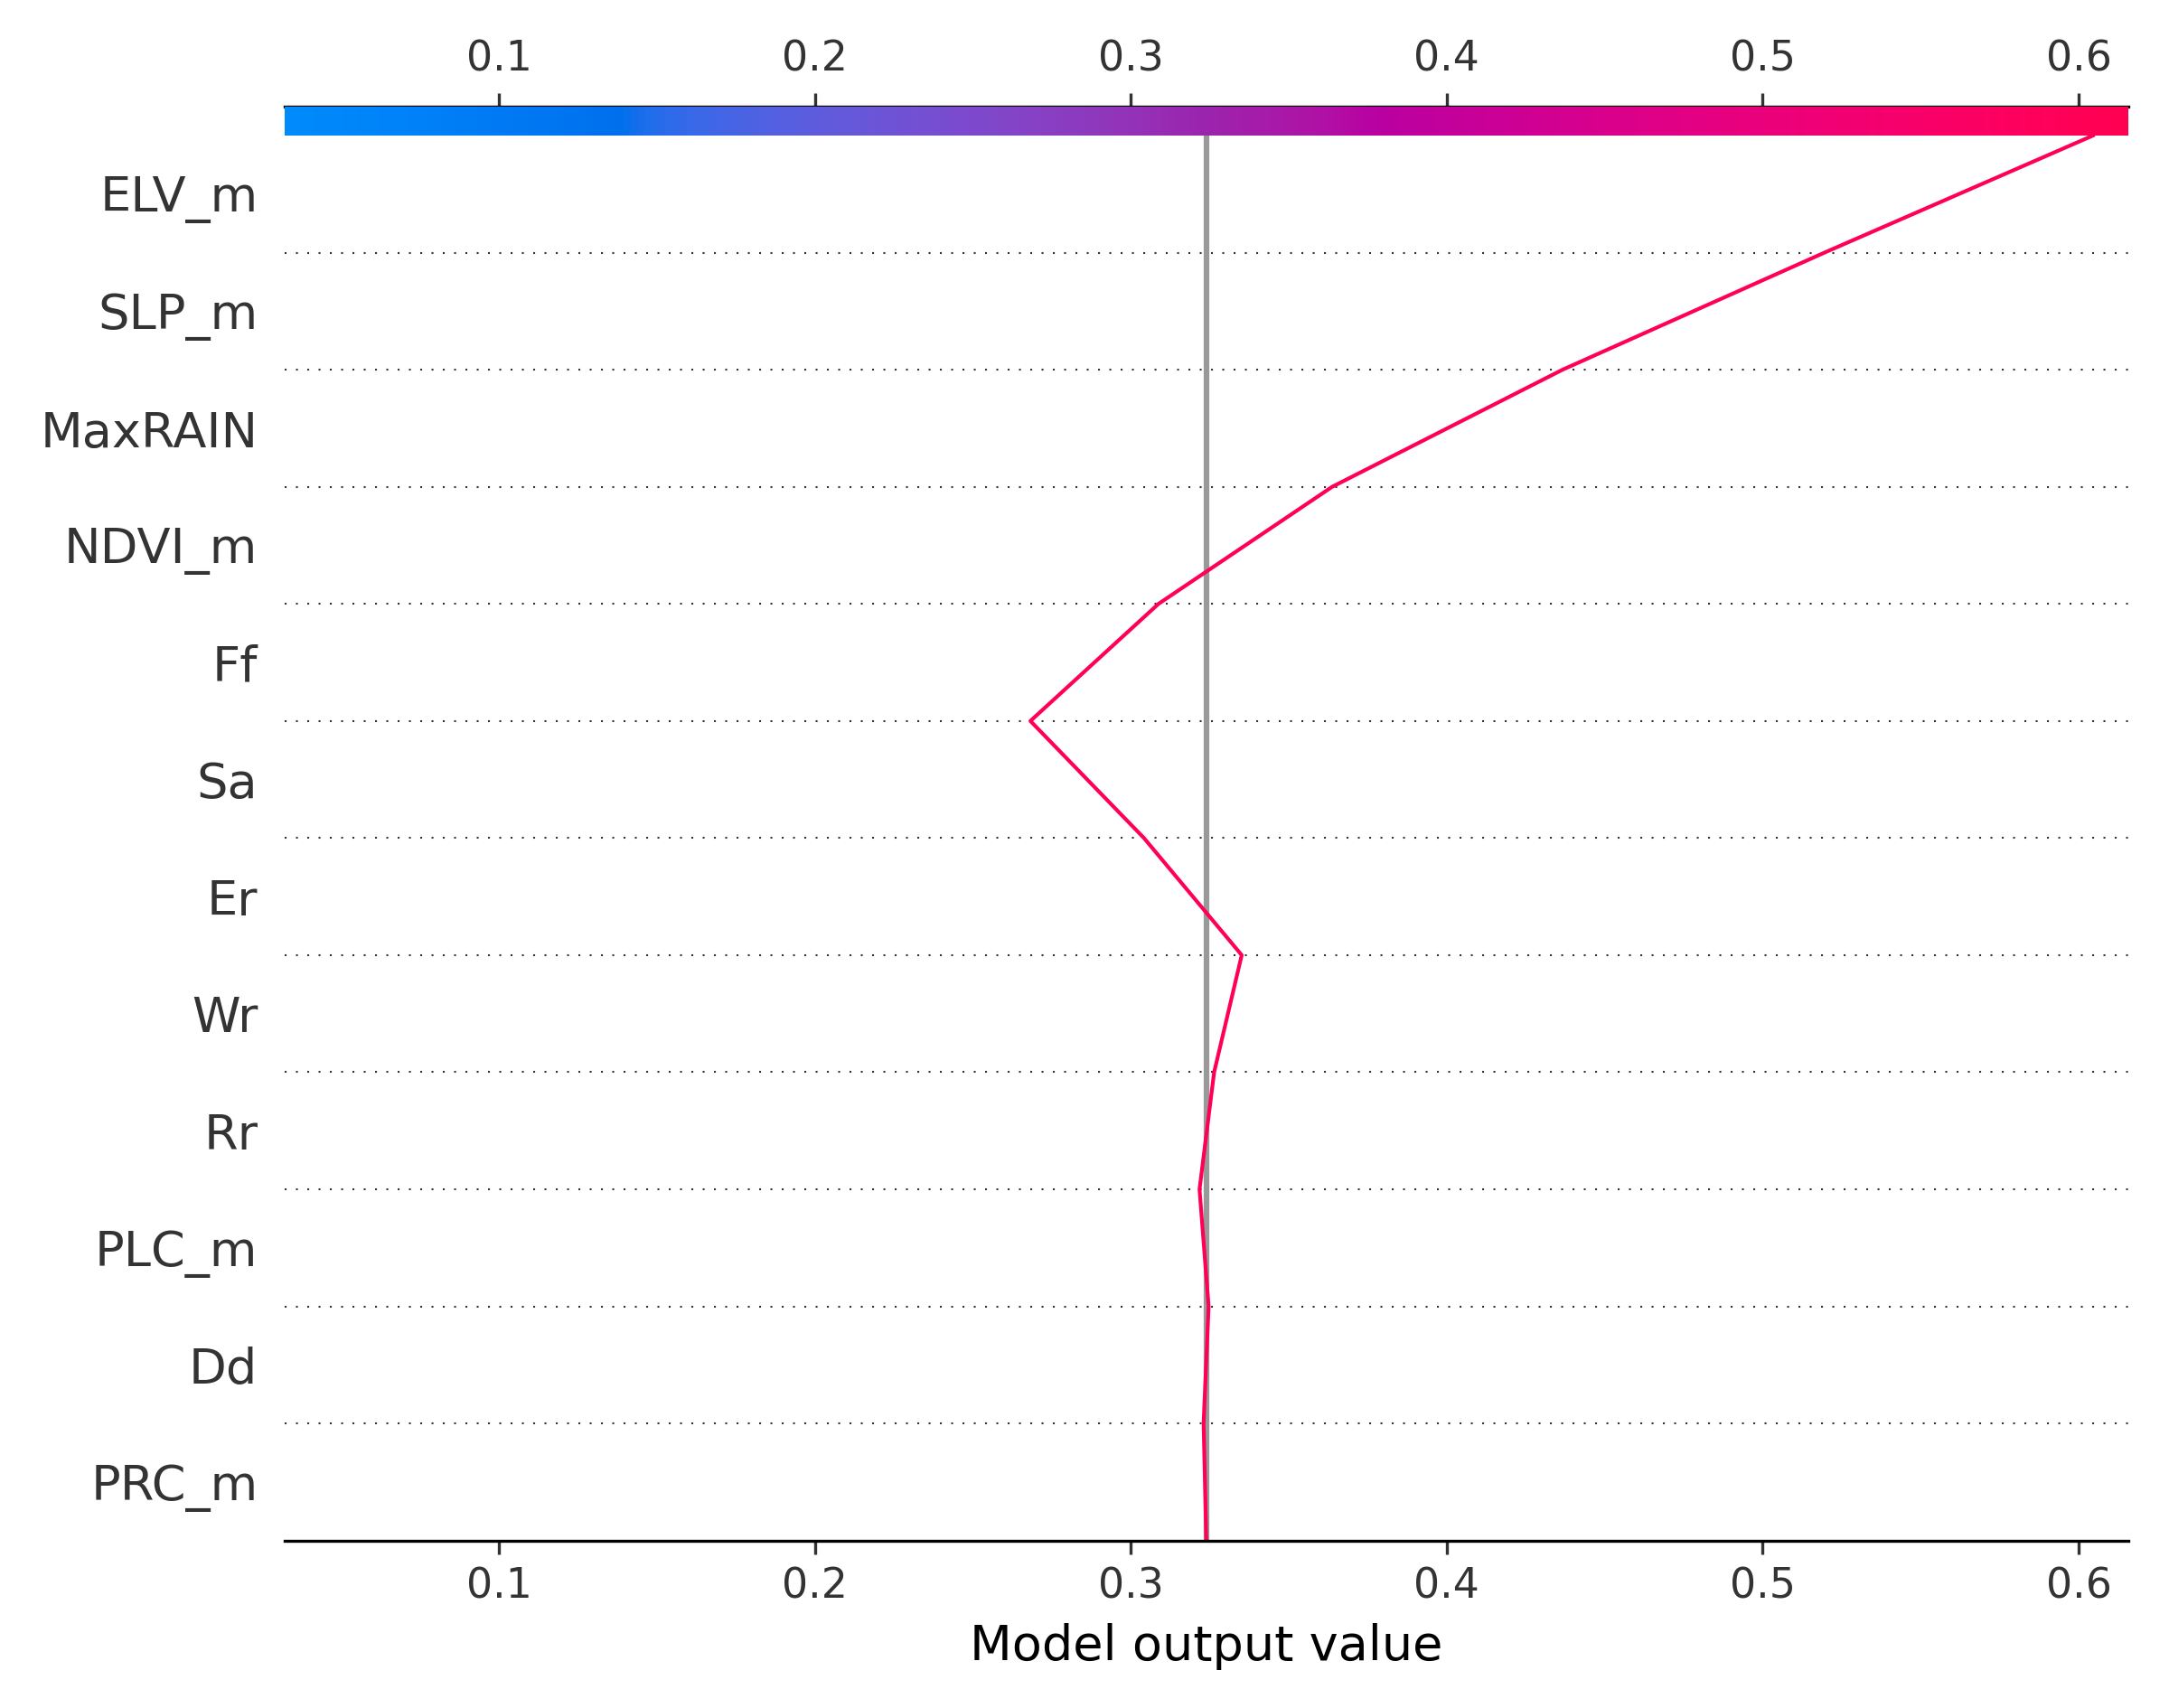 0.1 0.2 0.3 0.4 0.5 0.6
ELV_m
SLP_m
MaxRAIN
NDVI_m
Ff
Sa
Er
Wr
Rr
PLC_m
Dd
PRC_m
0.1 0.2 0.3 0.4 0.5 0.6
Model output value